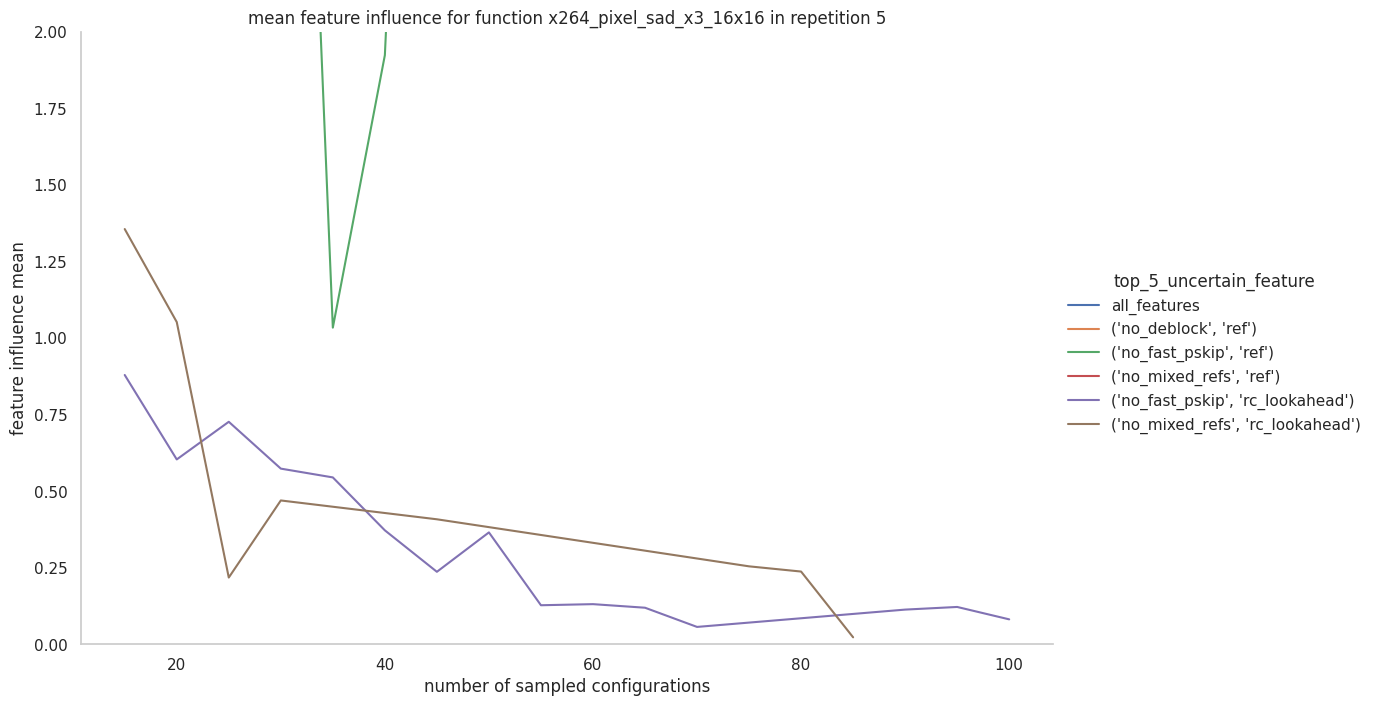 mean feature influence for function x264_pixel_sad_x3_16x16 in repetition 5
2.00
1.75
1.50
1.25
1.00
0.75
0.50
0.25
0.00
feature influence mean
20
40
60
80
100
number of sampled configurations
top_5_uncertain_feature
all_features
('no_deblock', 'ref')
('no_fast_pskip', 'ref')
('no_mixed_refs', 'ref')
('no_fast_pskip', 'rc_lookahead')
('no_mixed_refs', 'rc_lookahead')